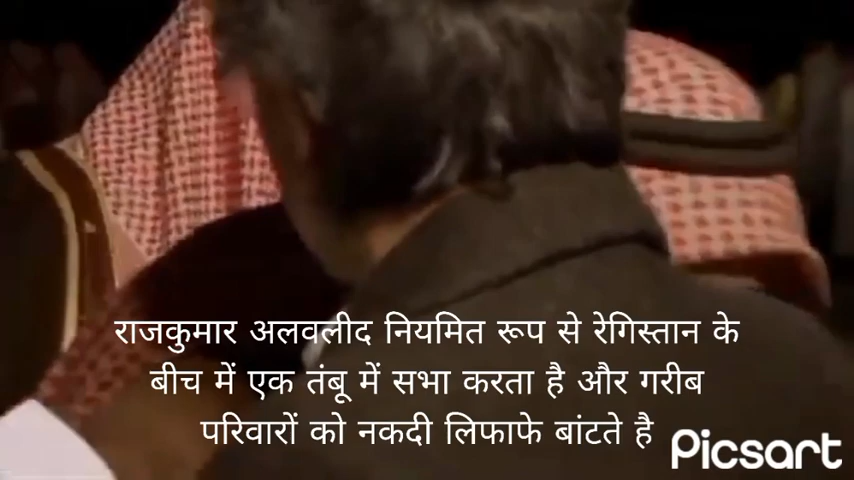 राजकुमार अलवलीद नियमित रूप से रेगिस्तान के
बीच में एक तंबू में सभा करता है और गरीब
परिवारों को नकदी लिफाफे बांटते है
Picsart